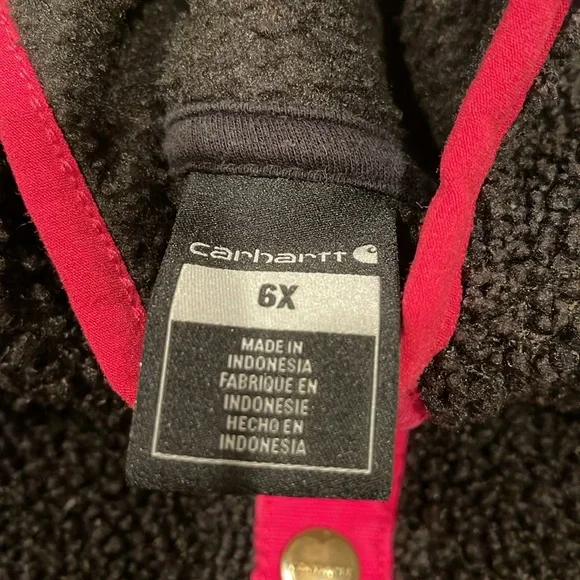 carhartt
6X
MADE IN
INDONESIA
FABRIQUE EN
INDONESIE
HECHO EN
INDONESIA